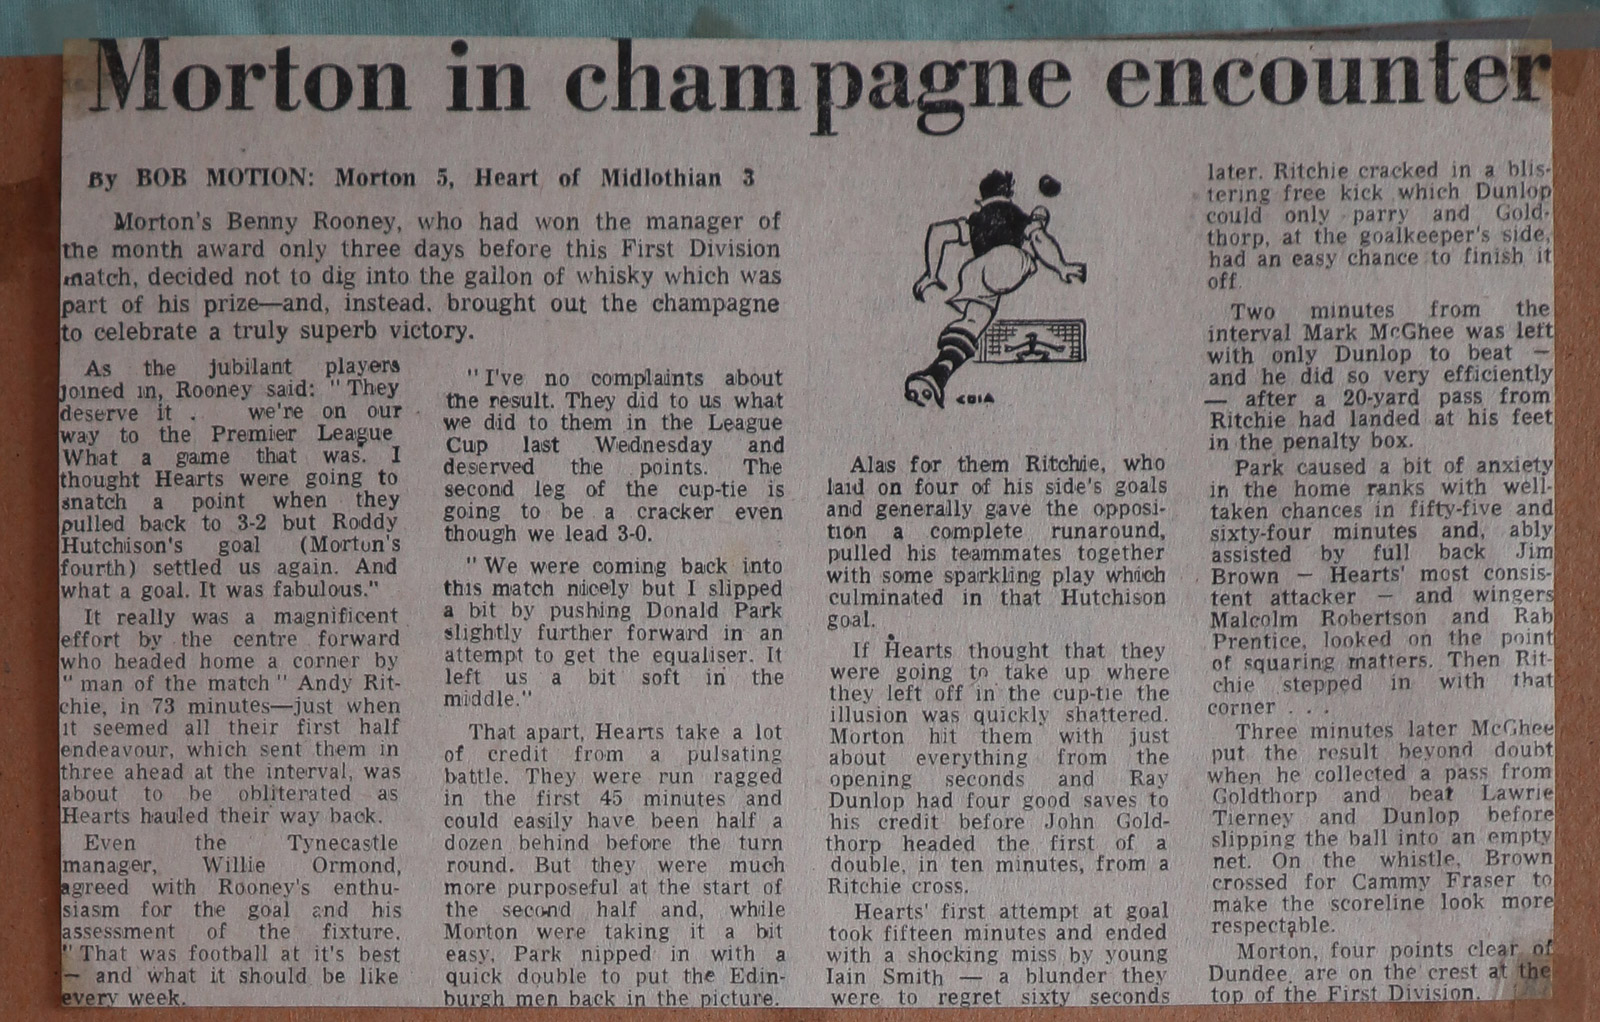 Morton in champagne encounter
By BOB MOTION: Morton 5, Heart of Midlothian 3
Morton's Benny Rooney, who had won the manager of
the month award only three days before this First Division
match, decided not to dig into the gallon of whisky which was
part of his prize—and, instead, brought out the champagne
to celebrate a truly superb victory.
As the jubilant players
joined in, Rooney said: "They
deserve it . we're on our
way to the Premier League
What a game that was. I
thought Hearts were going to
snatch a point when they
pulled back to 3-2 but Roddy
Hutchison's goal (Morton's
fourth) settled us again. And
what a goal. It was fabulous."
It really was a magnificent
effort by the centre forward
who headed home a corner by
"man of the match" Andy Rit-
chie, in 73 minutes—just when
it seemed all their first half
endeavour, which sent them in
three ahead at the interval, was
about to be obliterated as
Hearts hauled their way back.
Even the Tynecastle
manager, Willie Ormond,
agreed with Rooney's enthu-
siasm for the goal and his
assessment of the fixture.
"That was football at it's best
— and what it should be like
every week.
"I've no complaints about
the result. They did to us what
we did to them in the League
Cup last Wednesday and
deserved the points. The
second leg of the cup-tie is
going to be a cracker even
though we lead 3-0.
"We were coming back into
this match nicely but I slipped
a bit by pushing Donald Park
slightly further forward in an
attempt to get the equaliser. It
left us a bit soft in the
middle."
That apart, Hearts take a lot
of credit from a pulsating
battle. They were run ragged
in the first 45 minutes and
could easily have been half a
dozen behind before the turn
round. But they were much
more purposeful at the start of
the second half and, while
Morton were taking it a bit
easy, Park nipped in with a
quick double to put the Edin-
burgh men back in the picture.
COIA
Alas for them Ritchie, who
laid on four of his side's goals
and generally gave the opposi-
tion a complete runaround,
pulled his teammates together
with some sparkling play which
culminated in that Hutchison
goal.
If Hearts thought that they
were going to take up where
they left off in the cup-tie the
illusion was quickly shattered.
Morton hit them with just
about everything from the
opening seconds and Ray
Dunlop had four good saves to
his credit before John Gold-
thorp headed the first of a
double, in ten minutes, from a
Ritchie cross.
Hearts' first attempt at goal
took fifteen minutes and ended
with a shocking miss by young
Iain Smith — a blunder they
were to regret sixty seconds
later. Ritchie cracked in a blis-
tering free kick which Dunlop
could only parry and Gold-
thorp, at the goalkeeper's side,
had an easy chance to finish it
off.
Two minutes from the
interval Mark McGhee was left
with only Dunlop to beat —
and he did so very efficiently
— after a 20-yard pass from
Ritchie had landed at his feet
in the penalty box.
Park caused a bit of anxiety
in the home ranks with well-
taken chances in fifty-five and
sixty-four minutes and, ably
assisted by full back Jim
Brown — Hearts' most consis-
tent attacker — and wingers
Malcolm Robertson and Rab
Prentice, looked on the point
of squaring matters. Then Rit-
chie stepped in with that
corner . . .
Three minutes later McGhee
put the result beyond doubt
when he collected a pass from
Goldthorp and beat Lawrie
Tierney and Dunlop before
slipping the ball into an empty
net. On the whistle, Brown
crossed for Cammy Fraser to
make the scoreline look more
respectable.
Morton, four points clear of
Dundee, are on the crest at the
top of the First Division.